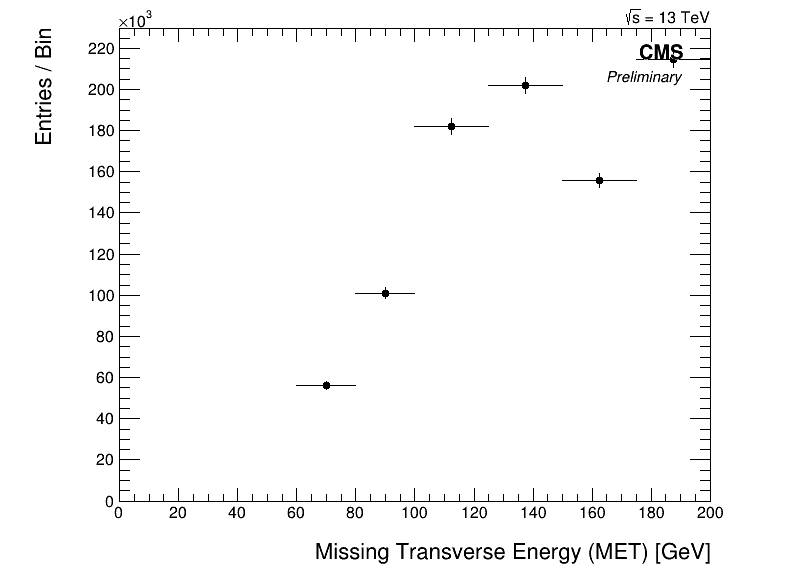 ×10³
√s = 13 TeV
CMS
Preliminary
Entries / Bin
220
200
180
160
140
120
100
80
60
40
20
0
0 20 40 60 80 100 120 140 160 180 200
Missing Transverse Energy (MET) [GeV]